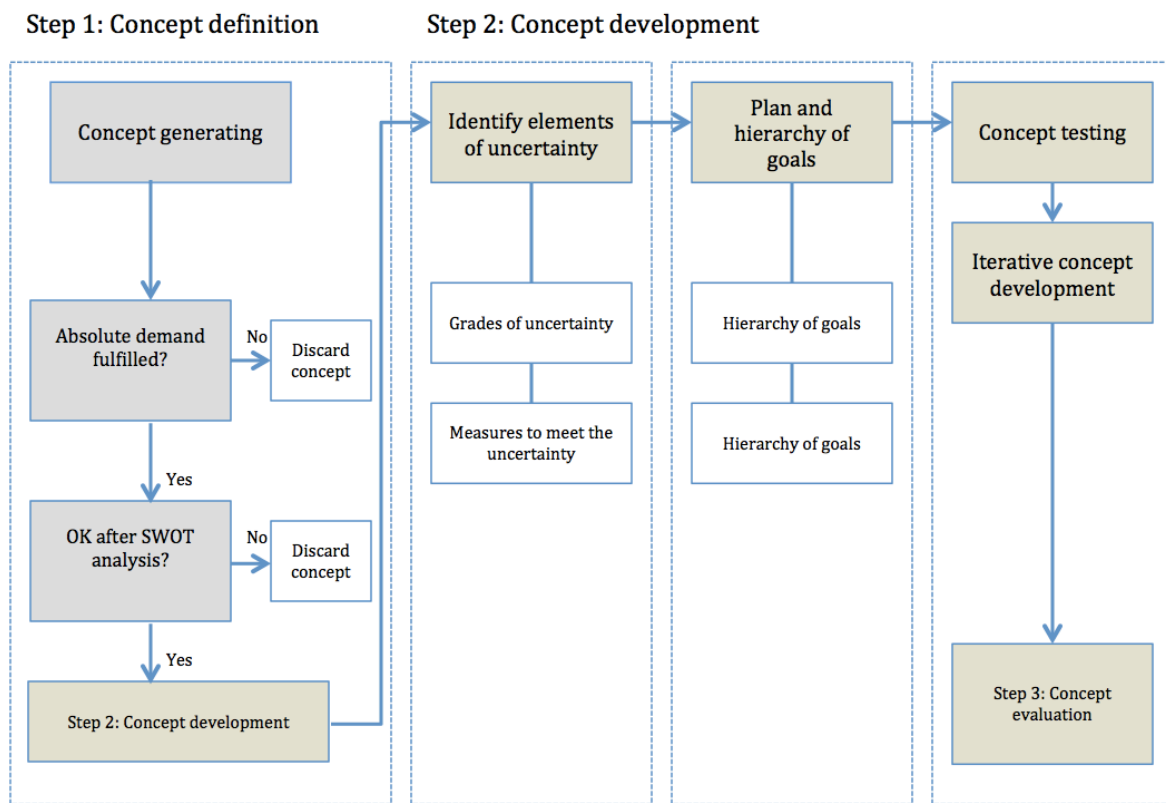 Step 1: Concept definition
Step 2: Concept development
Concept generating
Absolute demand
fulfilled?
No
Discard
concept
Yes
OK after SWOT
analysis?
No
Discard
concept
Yes
Step 2: Concept development
Identify elements
of uncertainty
Grades of uncertainty
Measures to meet the
uncertainty
Plan and
hierarchy of
goals
Hierarchy of goals
Hierarchy of goals
Concept testing
Iterative concept
development
Step 3: Concept
evaluation